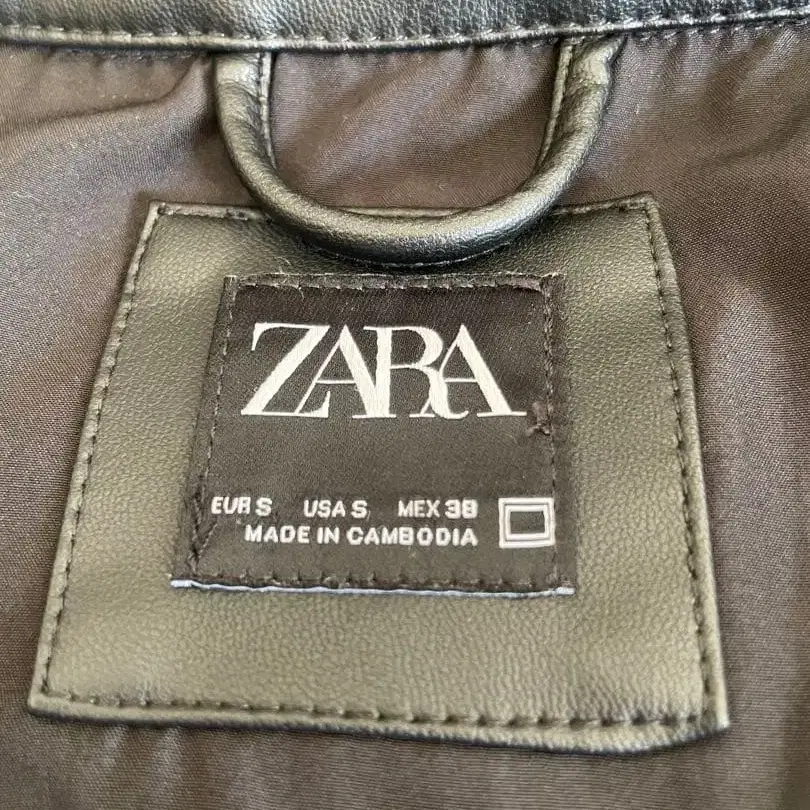 ZARA
EUR S USA S MEX 38
MADE IN CAMBODIA